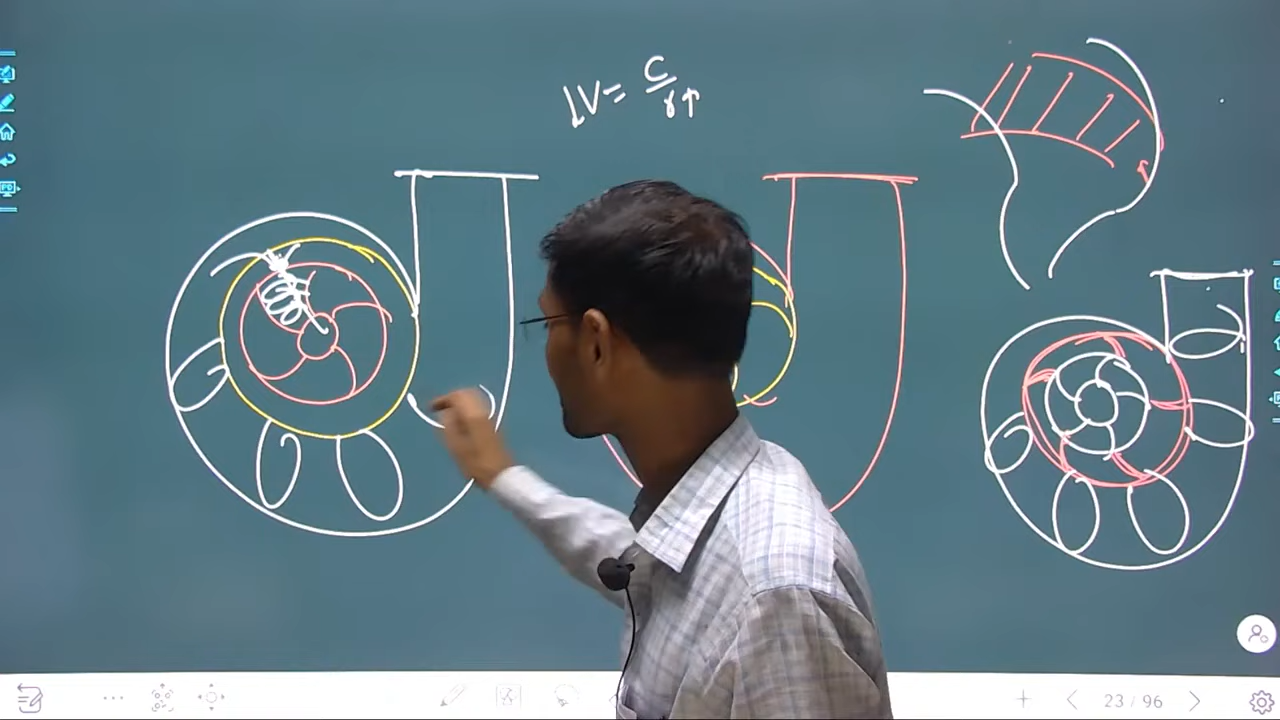 ↓V = C/r↑
23 / 96